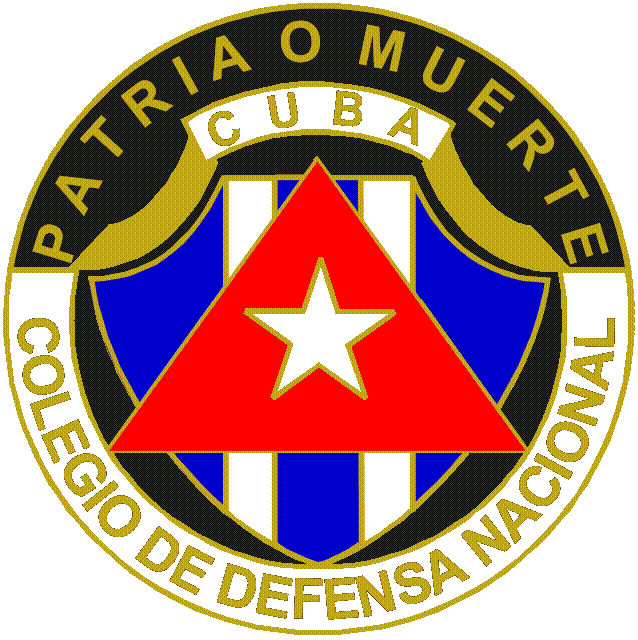 PATRIA O MUERTE
CUBA
COLEGIO DE DEFENSA NACIONAL